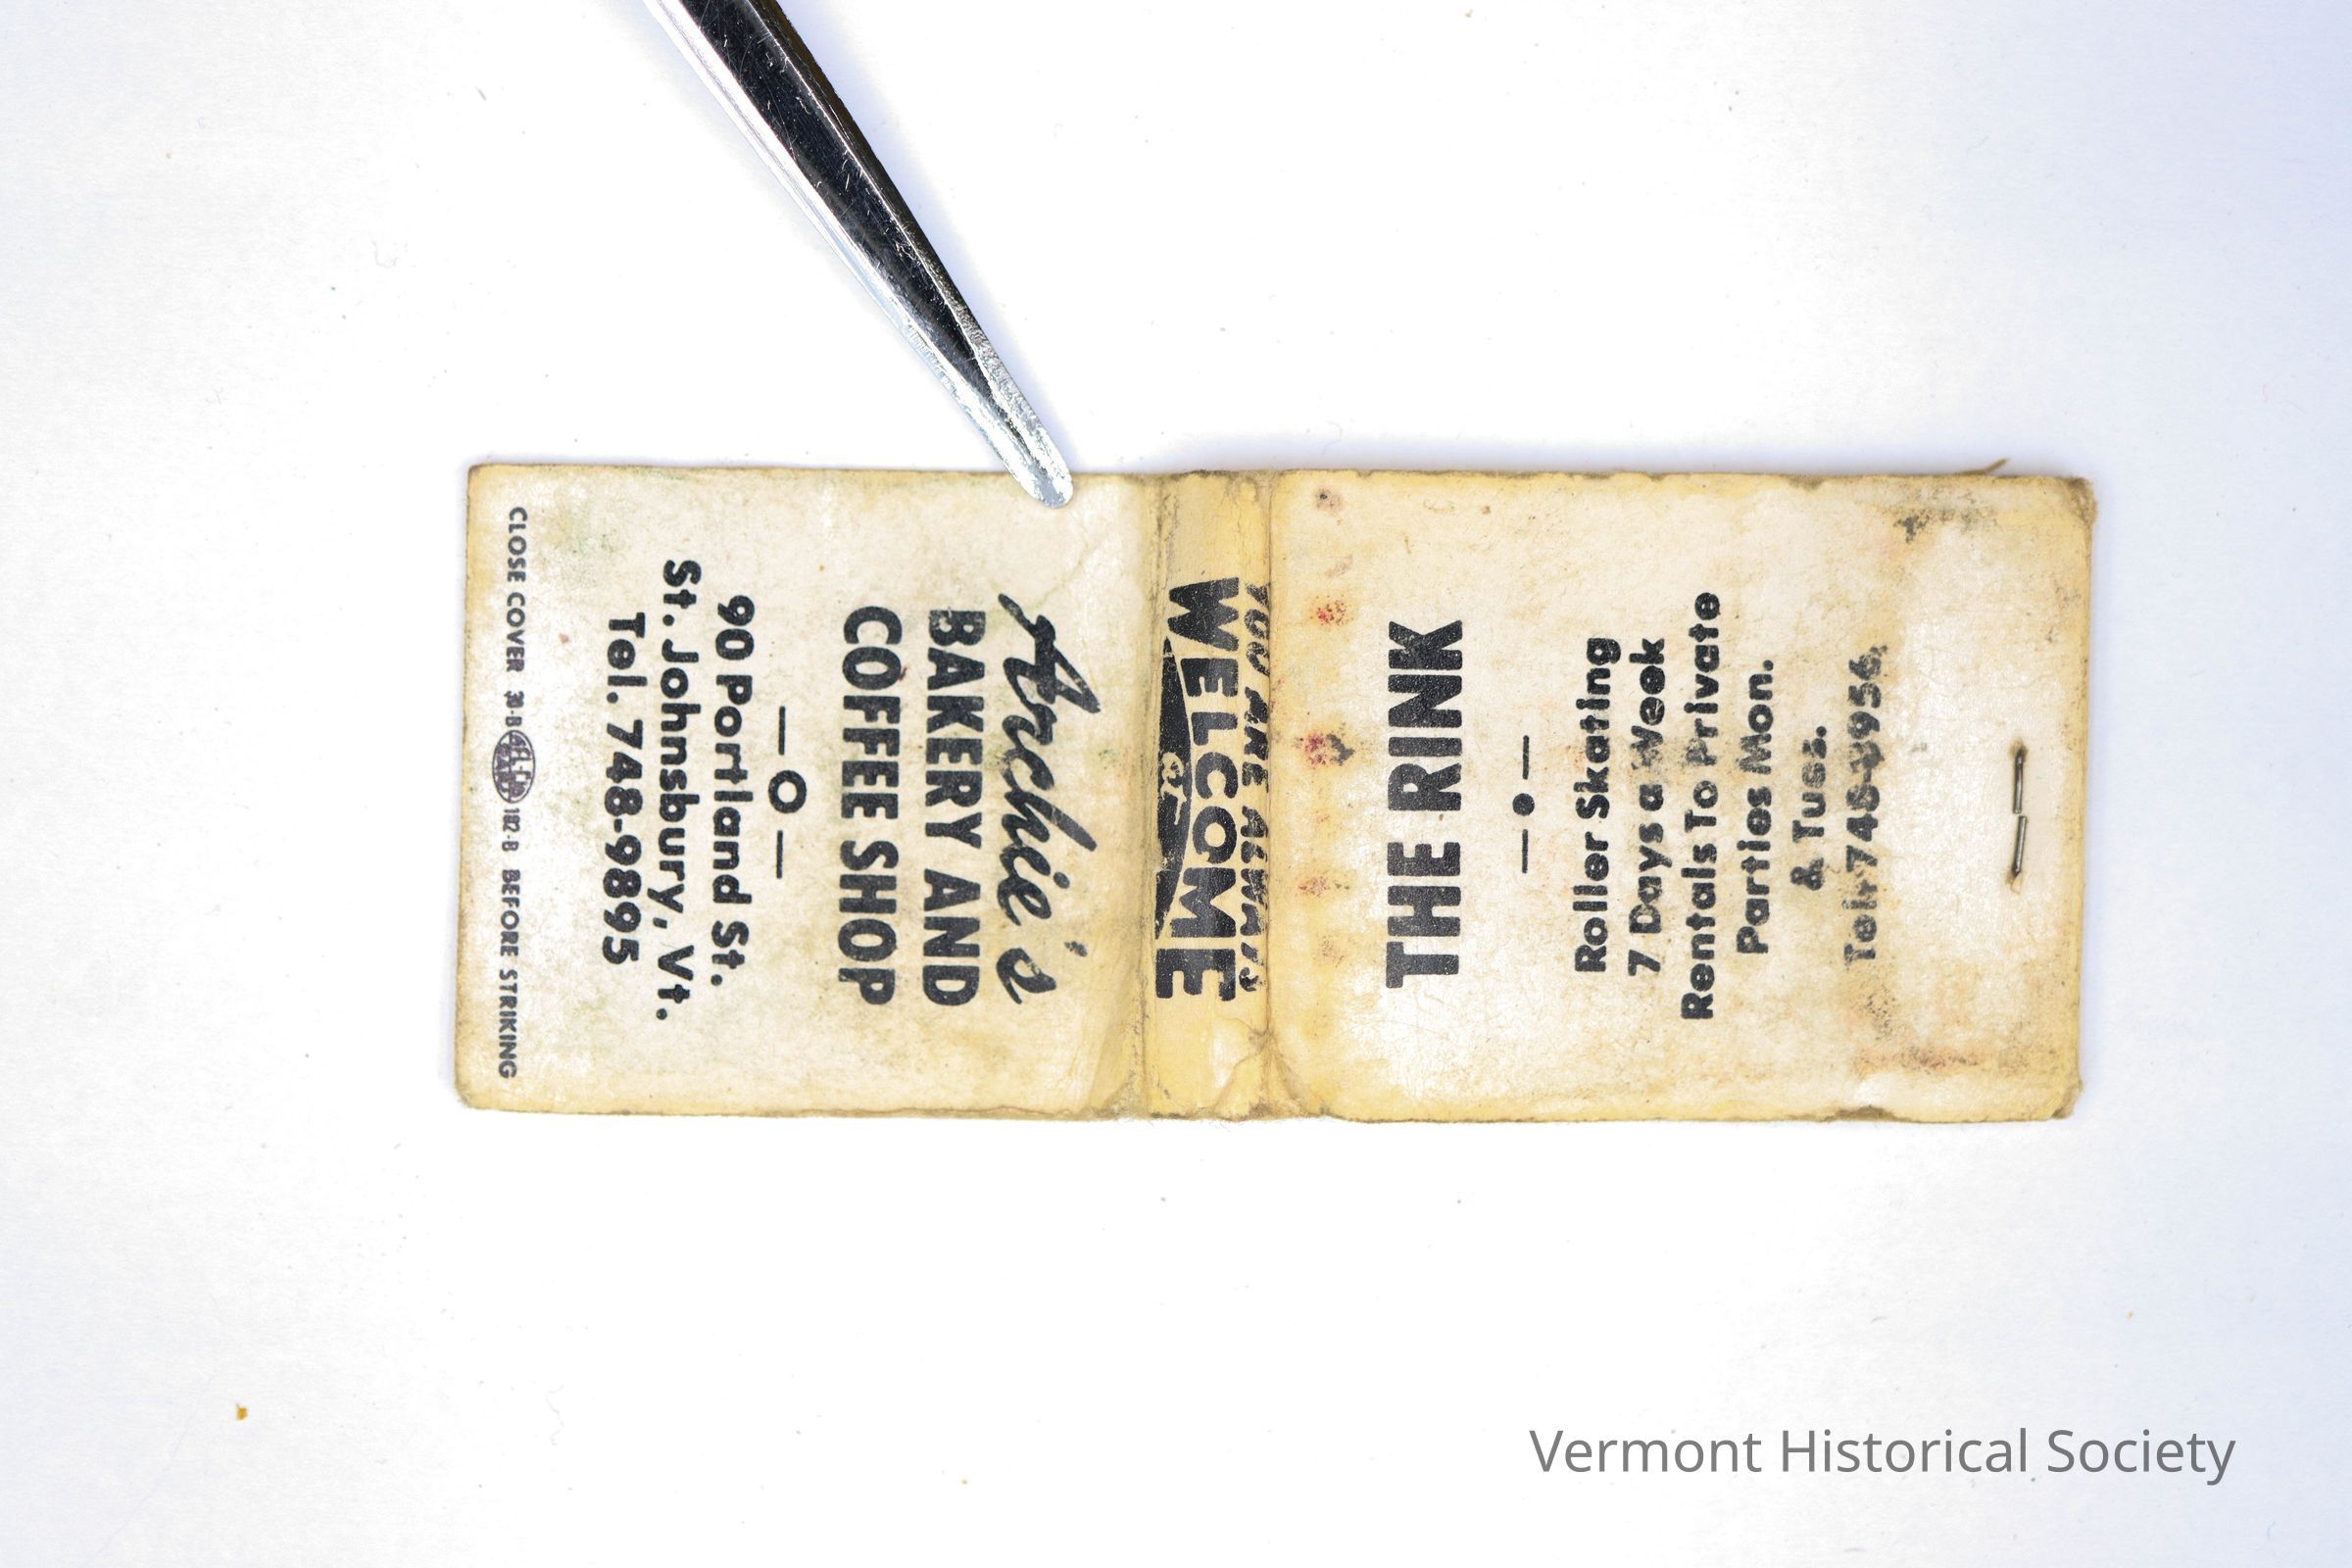 Archie's
BAKERY AND
COFFEE SHOP
90 Portland St.
St. Johnsbury, Vt.
Tel. 748-9895
CLOSE COVER BEFORE STRIKING
YOU ARE ALWAYS
WELCOME
THE RINK
Roller Skating
7 Days a Week
Rentals To Private
Parties Mon.
& Tues.
Tel.
Vermont Historical Society